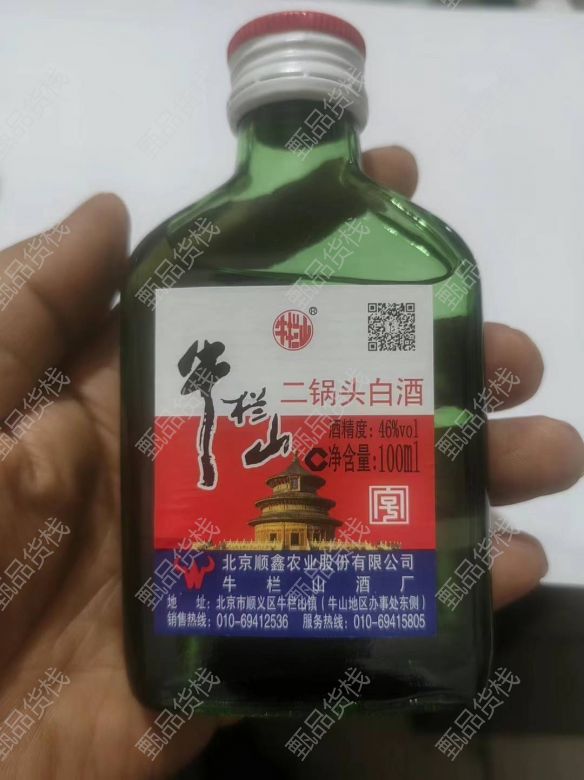 牛栏山®
牛栏山
二锅头白酒
酒精度：46%vol
净含量：100ml
北京顺鑫农业股份有限公司
牛栏山酒厂
地 址：北京市顺义区牛栏山镇（牛山地区办事处东侧）
销售热线：010-69412536 服务热线：010-69415805
甄品货栈